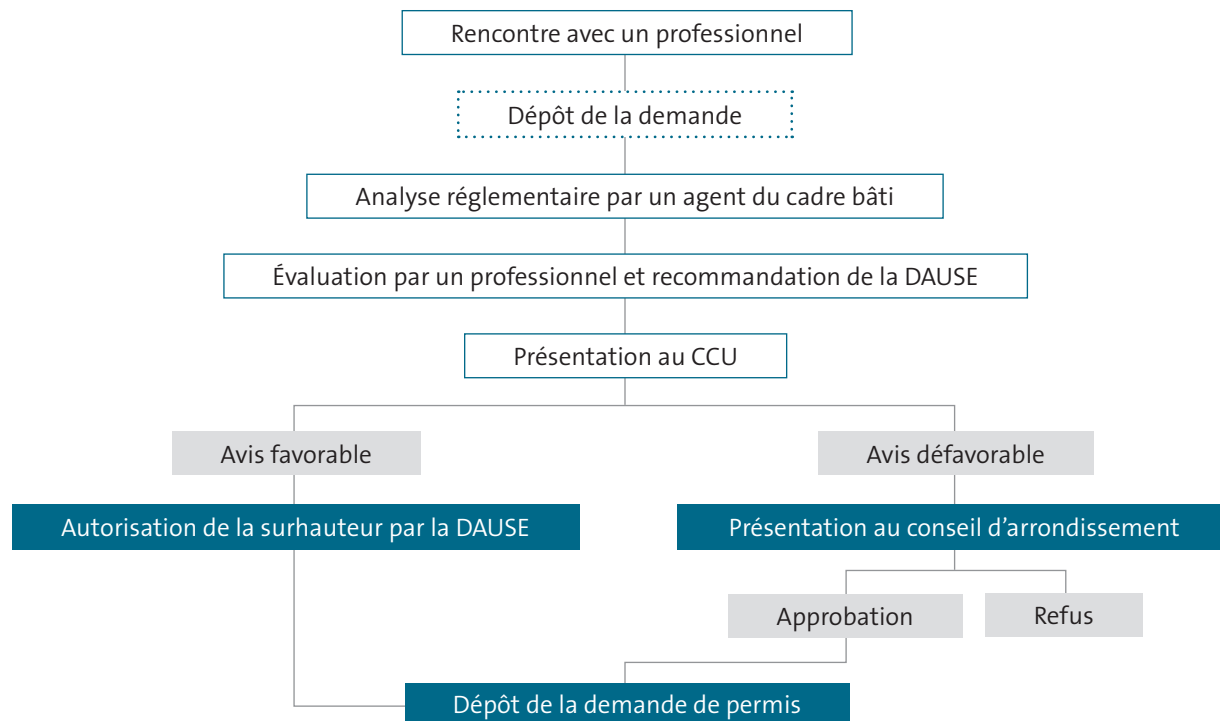 Rencontre avec un professionnel
Dépôt de la demande
Analyse réglementaire par un agent du cadre bâti
Évaluation par un professionnel et recommandation de la DAUSE
Présentation au CCU
Avis favorable
Avis défavorable
Autorisation de la surhauteur par la DAUSE
Présentation au conseil d’arrondissement
Approbation
Refus
Dépôt de la demande de permis